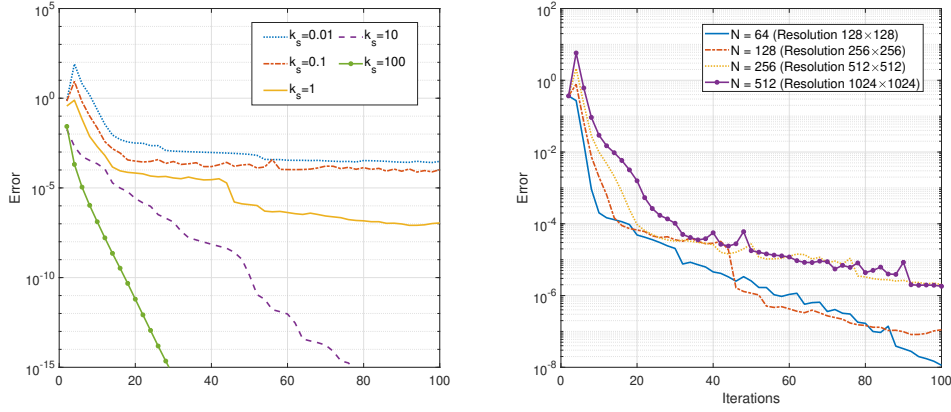 k_s=0.01
k_s=0.1
k_s=1
k_s=10
k_s=100
Error
10^0
10^-5
10^-10
10^-15
0
20
40
60
80
100
N = 64 (Resolution 128×128)
N = 128 (Resolution 256×256)
N = 256 (Resolution 512×512)
N = 512 (Resolution 1024×1024)
Error
10^2
10^0
10^-2
10^-4
10^-6
10^-8
0
20
40
60
80
100
Iterations